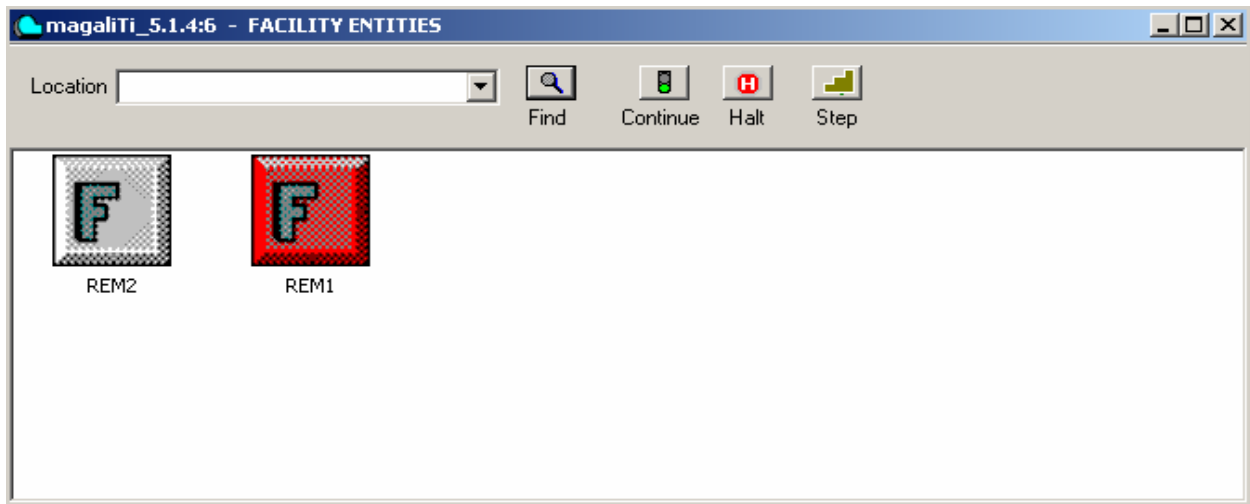 magaliTi_5.1.4:6 - FACILITY ENTITIES
Location
Find Continue Halt Step
H
F F
REM2 REM1